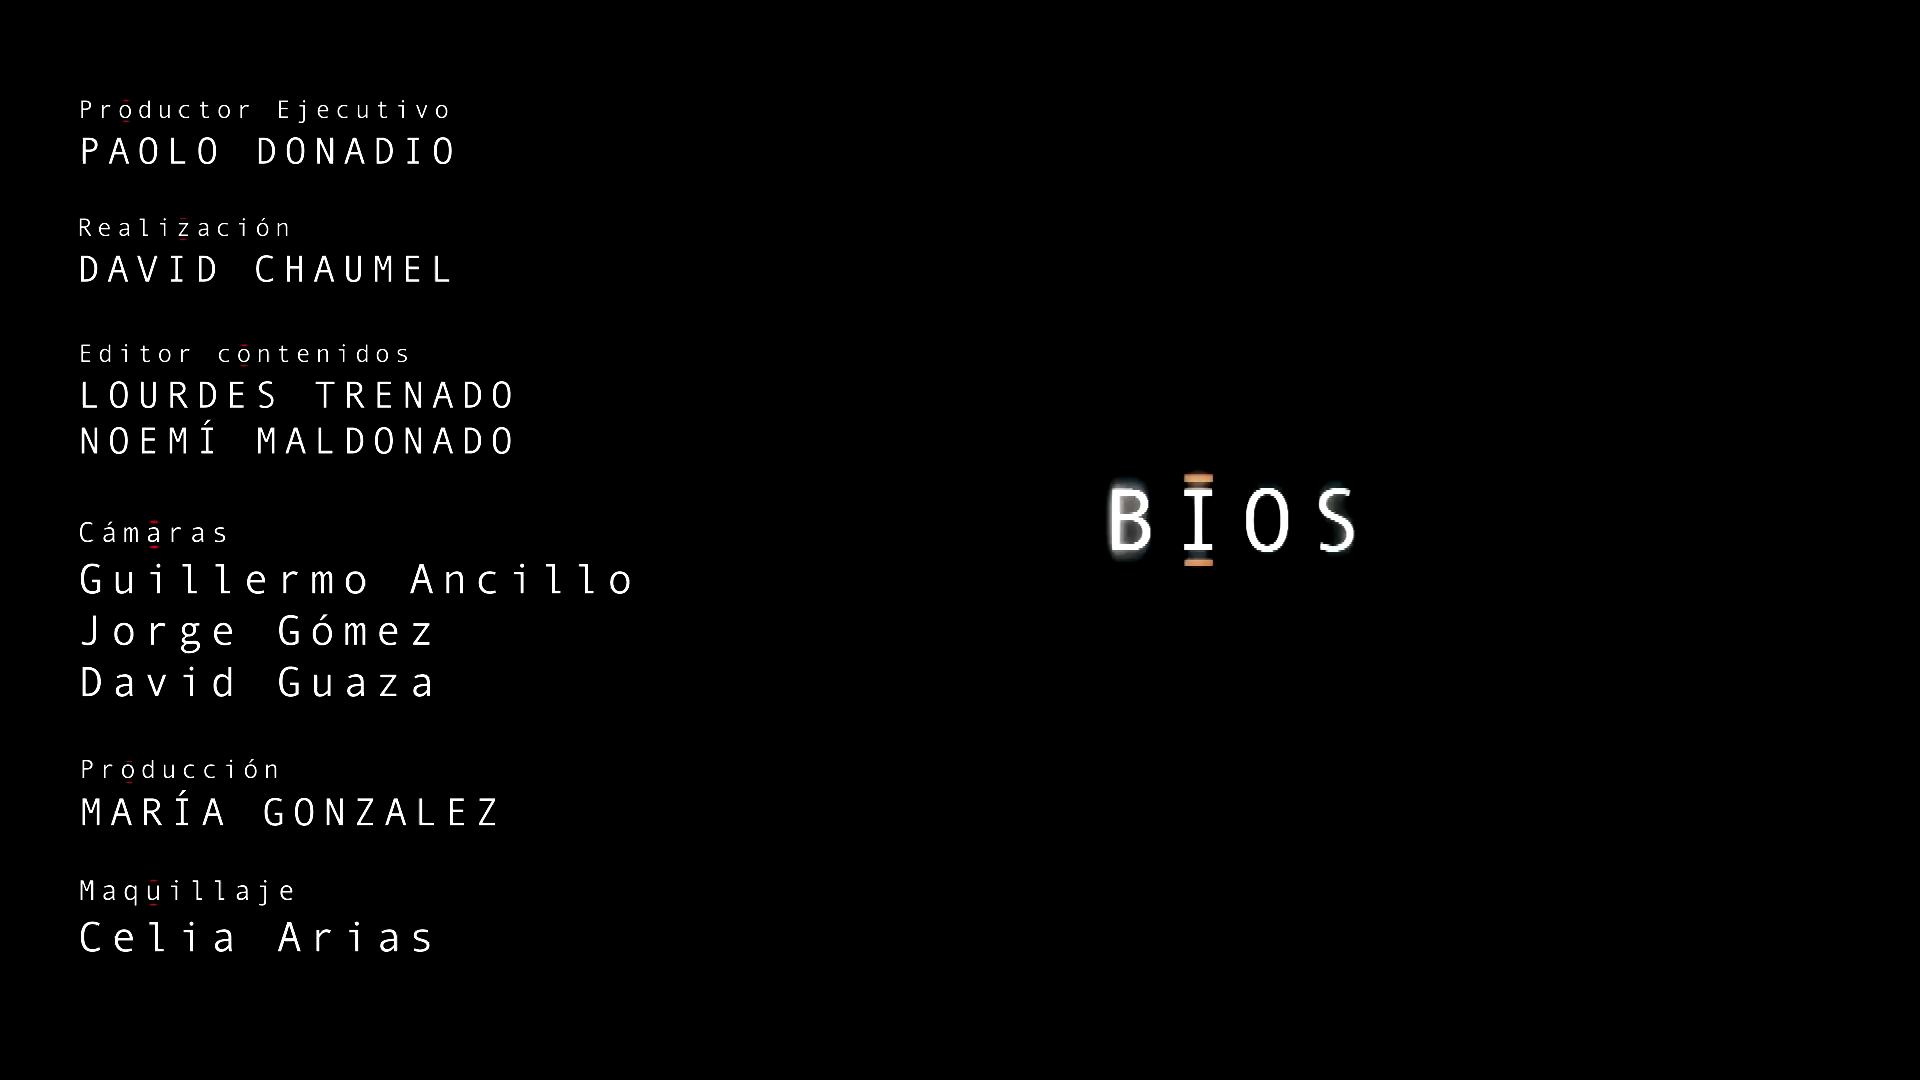 Productor Ejecutivo
PAOLO DONADIO
Realización
DAVID CHAUMEL
Editor contenidos
LOURDES TRENADO
NOEMÍ MALDONADO
Cámaras
Guillermo Ancillo
Jorge Gómez
David Guaza
Producción
MARÍA GONZALEZ
Maquillaje
Celia Arias
BIOS